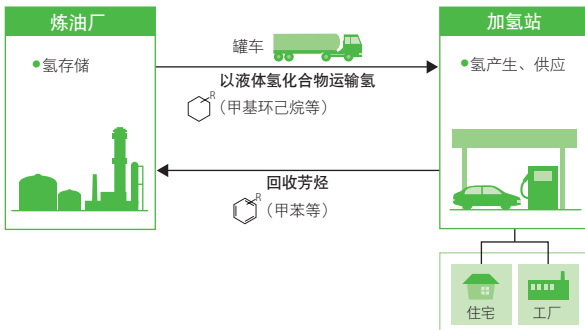 炼油厂
●氢存储
罐车
以液体氢化合物运输氢
R
（甲基环己烷等）
回收芳烃
R
（甲苯等）
加氢站
●氢产生、供应
住宅
工厂